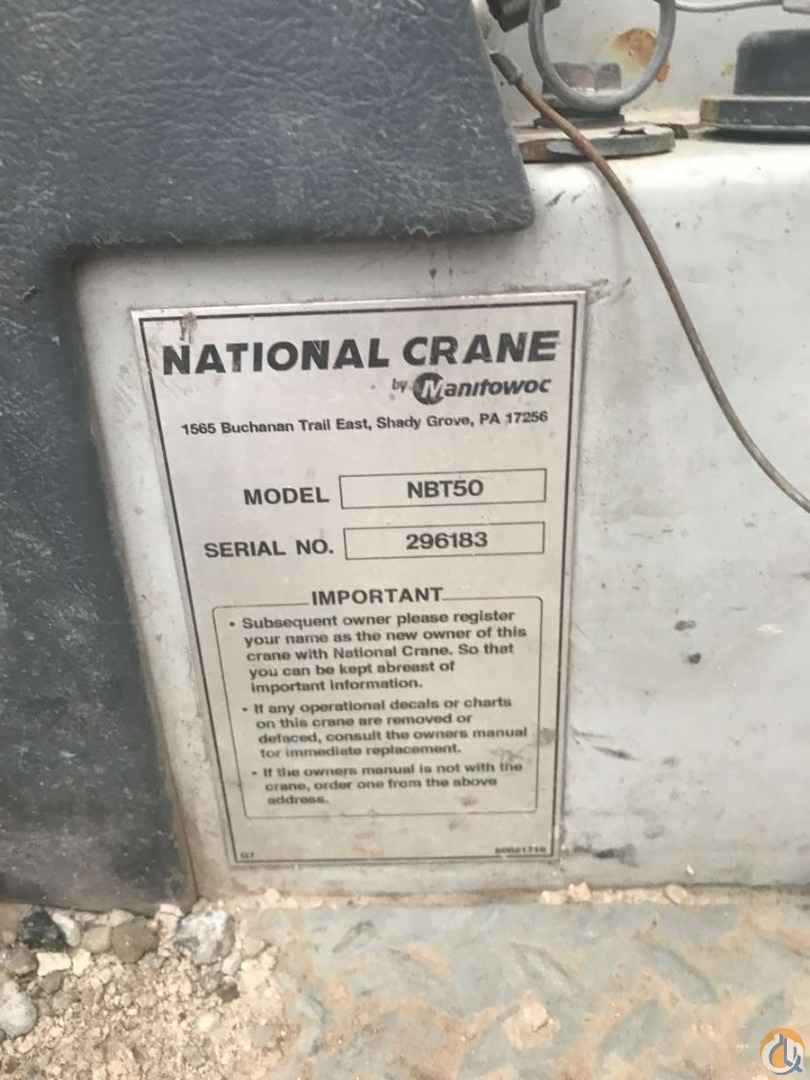 NATIONAL CRANE
by Manitowoc
1565 Buchanan Trail East, Shady Grove, PA 17256
MODEL NBT50
SERIAL NO. 296183
IMPORTANT
• Subsequent owner please register
your name as the new owner of this
crane with National Crane. So that
you can be kept abreast of
important information.
• If any operational decals or charts
on this crane are removed or
defaced, consult the owners manual
for immediate replacement.
• If the owners manual is not with the
crane, order one from the above
address.